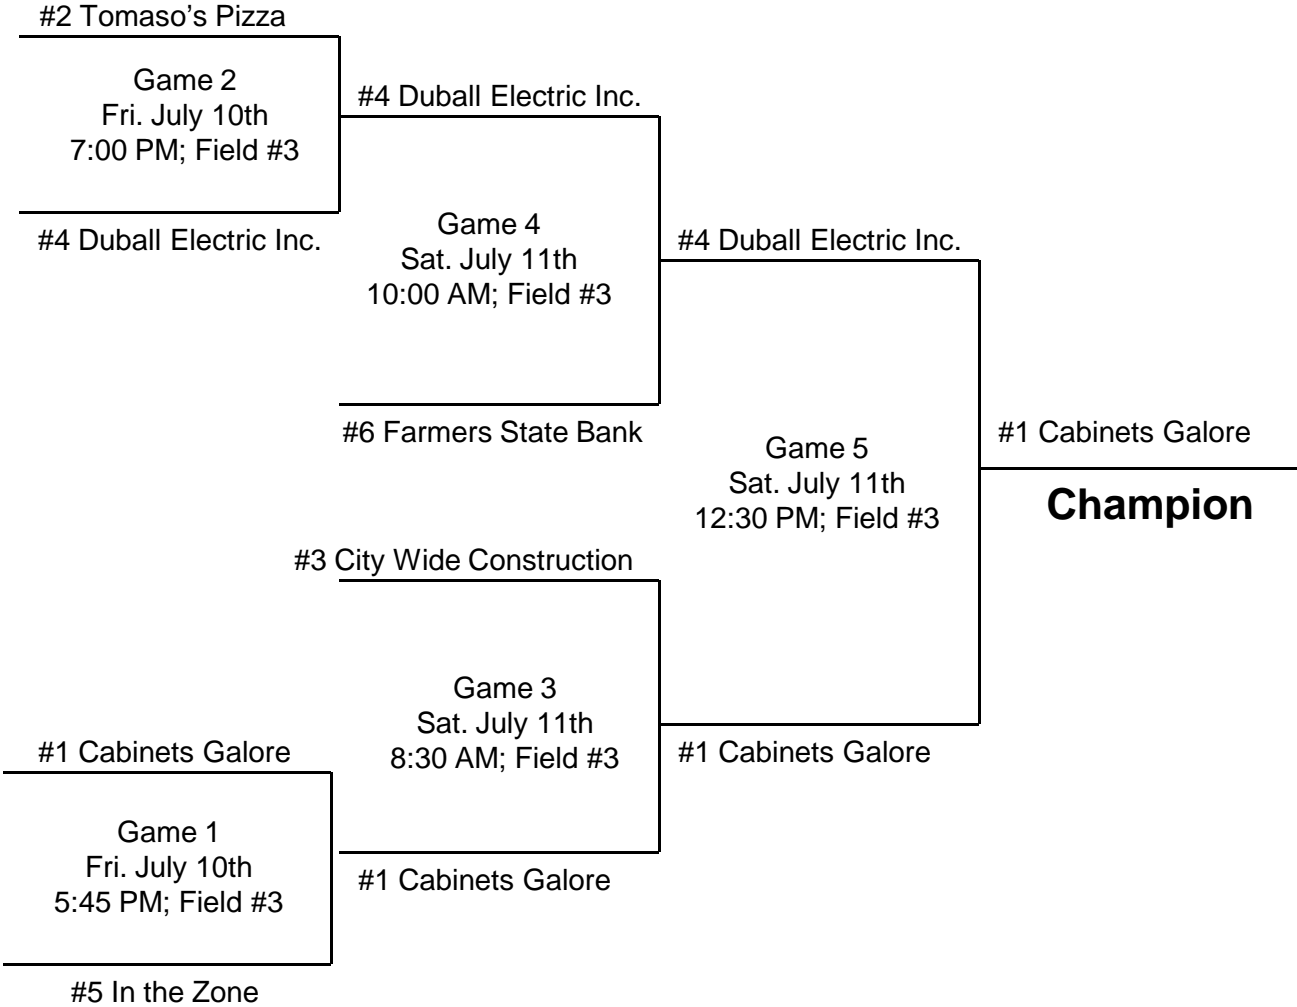 #2 Tomaso's Pizza
Game 2
Fri. July 10th
7:00 PM; Field #3
#4 Duball Electric Inc.
#4 Duball Electric Inc.
Game 4
Sat. July 11th
10:00 AM; Field #3
#6 Farmers State Bank
#4 Duball Electric Inc.
Game 5
Sat. July 11th
12:30 PM; Field #3
#1 Cabinets Galore
Champion
#3 City Wide Construction
Game 3
Sat. July 11th
8:30 AM; Field #3
#1 Cabinets Galore
#1 Cabinets Galore
Game 1
Fri. July 10th
5:45 PM; Field #3
#1 Cabinets Galore
#5 In the Zone